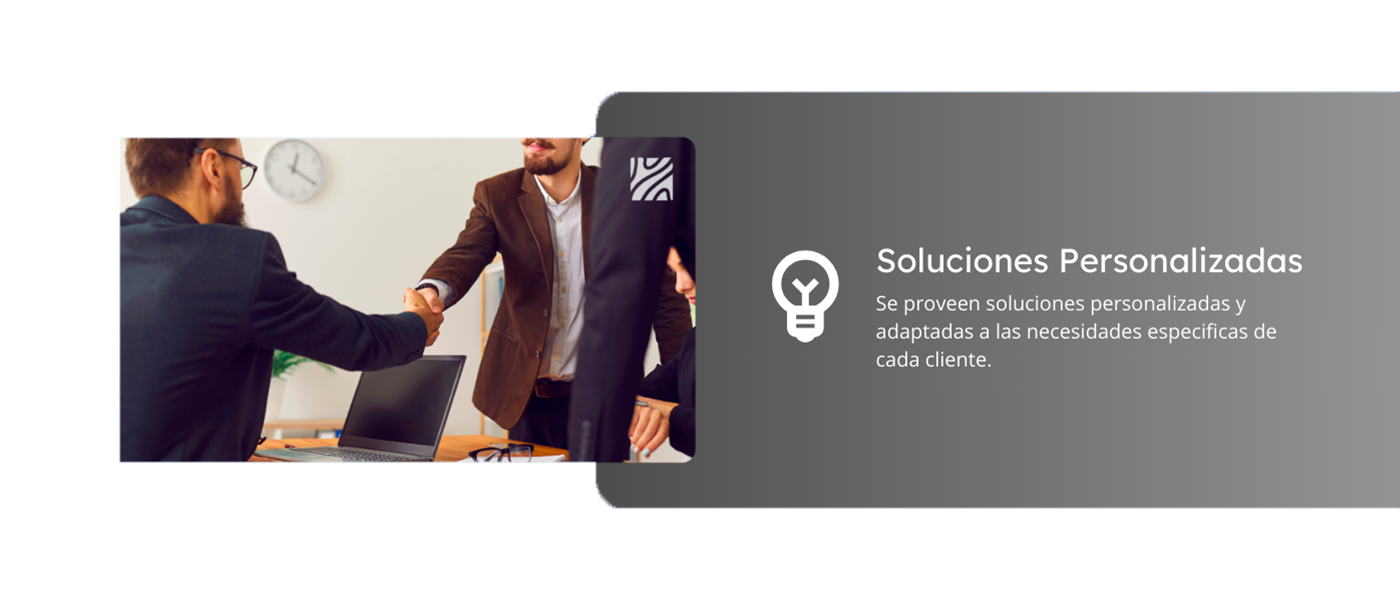 Soluciones Personalizadas
Se proveen soluciones personalizadas y
adaptadas a las necesidades especificas de
cada cliente.